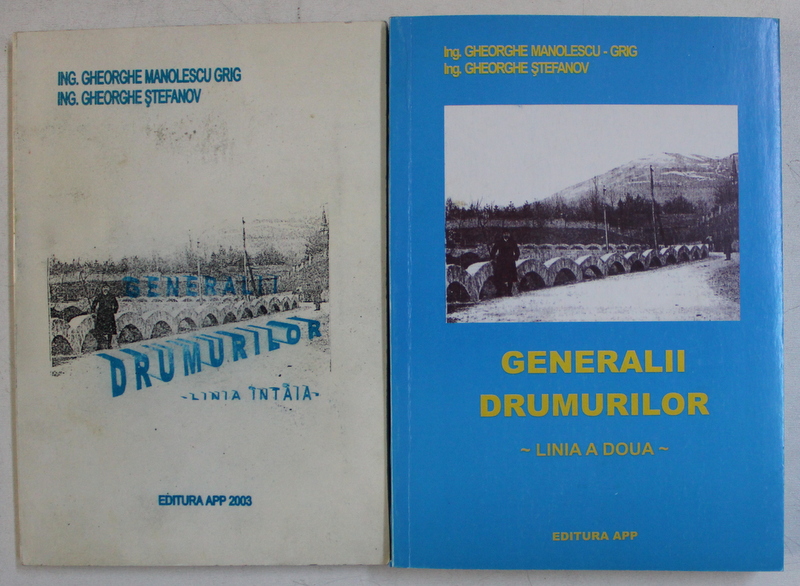 ING. GHEORGHE MANOLESCU GRIG
ING. GHEORGHE ŞTEFANOV
GENERALII
DRUMURILOR
-LINIA ÎNTÂIA-
EDITURA APP 2003
Ing. GHEORGHE MANOLESCU - GRIG
Ing. GHEORGHE ŞTEFANOV
GENERALII
DRUMURILOR
~ LINIA A DOUA ~
EDITURA APP